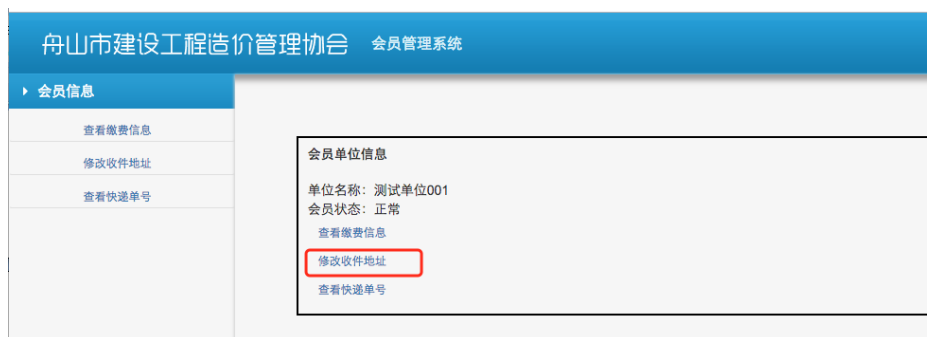 舟山市建设工程造价管理协会 会员管理系统
会员信息
查看缴费信息
修改收件地址
查看快递单号
会员单位信息
单位名称：测试单位001
会员状态：正常
查看缴费信息
修改收件地址
查看快递单号